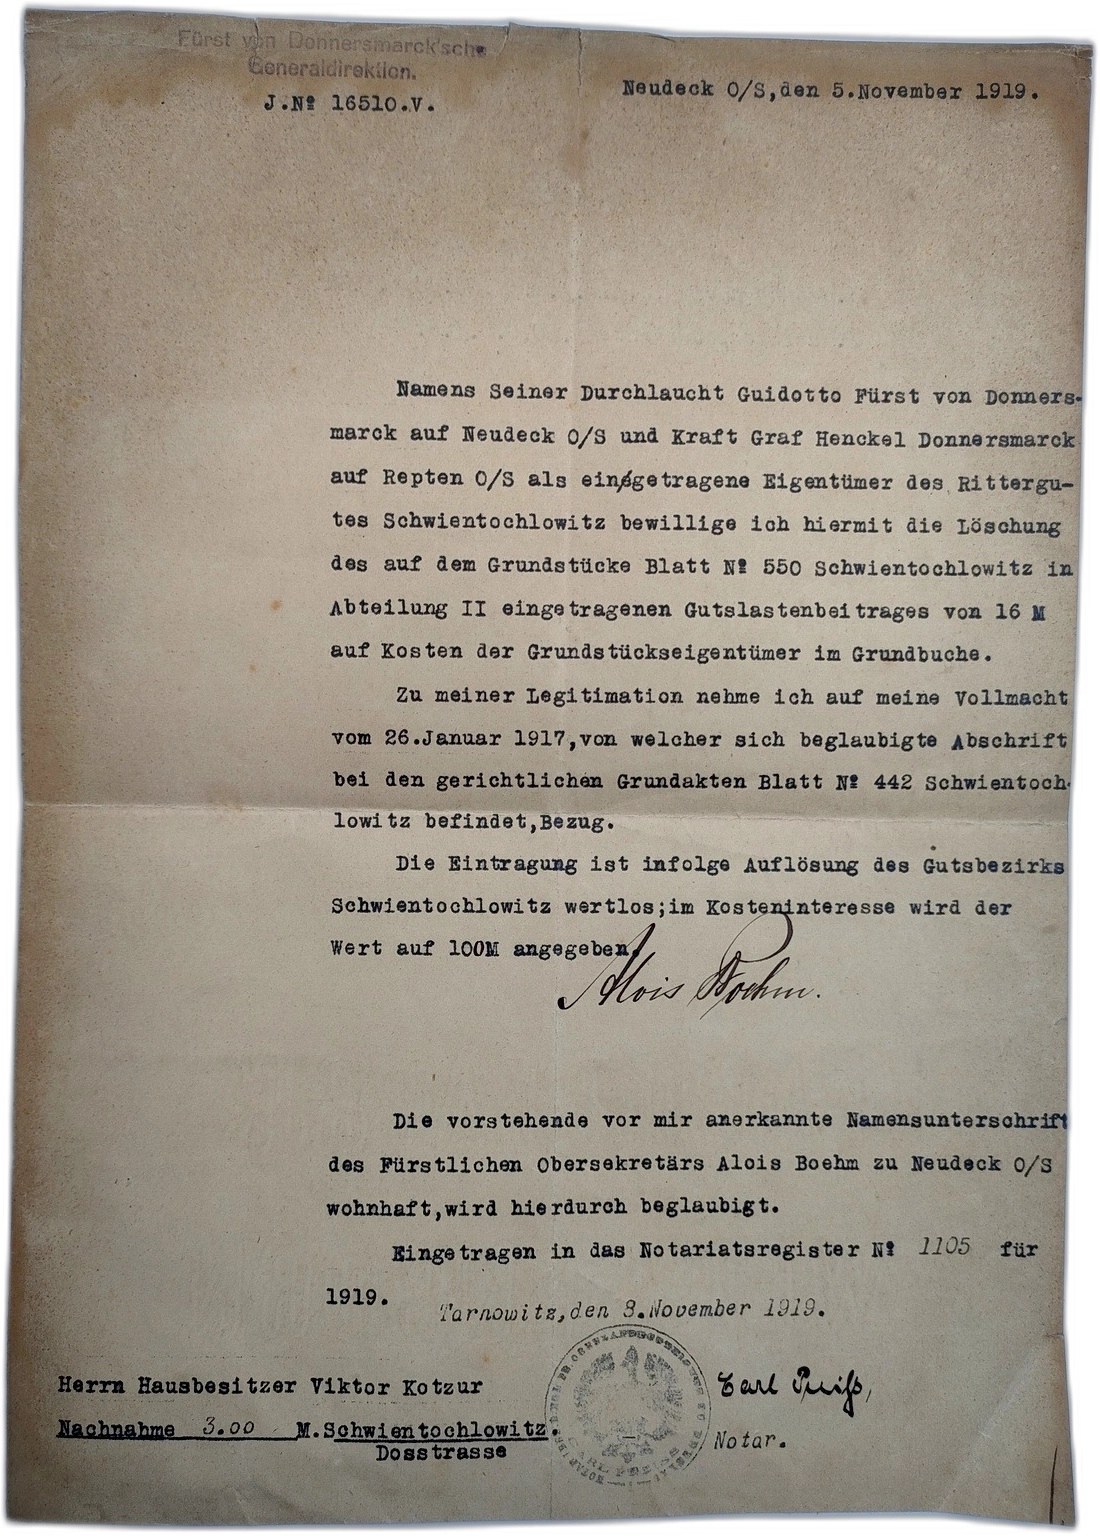 Fürst von Donnersmarck'sche
Generaldirektion.
J.Nº 16510.V.
Neudeck O/S,den 5.November 1919.
Namens Seiner Durchlaucht Guidotto Fürst von Donners-
marck auf Neudeck O/S und Kraft Graf Henckel Donnersmarck
auf Repten O/S als eingetragene Eigentümer des Rittergu-
tes Schwientochlowitz bewillige ich hiermit die Löschung
des auf dem Grundstücke Blatt Nº 550 Schwientochlowitz in
Abteilung II eingetragenen Gutslastenbeitrages von 16 M
auf Kosten der Grundstückseigentümer im Grundbuche.
Zu meiner Legitimation nehme ich auf meine Vollmacht
vom 26.Januar 1917,von welcher sich beglaubigte Abschrift
bei den gerichtlichen Grundakten Blatt Nº 442 Schwientoch-
lowitz befindet,Bezug.
Die Eintragung ist infolge Auflösung des Gutsbezirks
Schwientochlowitz wertlos;im Kosteninteresse wird der
Wert auf 100M angegeben.
Alois Boehm.
Die vorstehende vor mir anerkannte Namensunterschrift
des Fürstlichen Obersekretärs Alois Boehm zu Neudeck O/S
wohnhaft,wird hierdurch beglaubigt.
Eingetragen in das Notariatsregister Nº 1105 für
1919.
Tarnowitz,den 8.November 1919.
Herrn Hausbesitzer Viktor Kotzur
Nachnahme 3.00 M.Schwientochlowitz.
Dosstrasse
Carl
Notar.